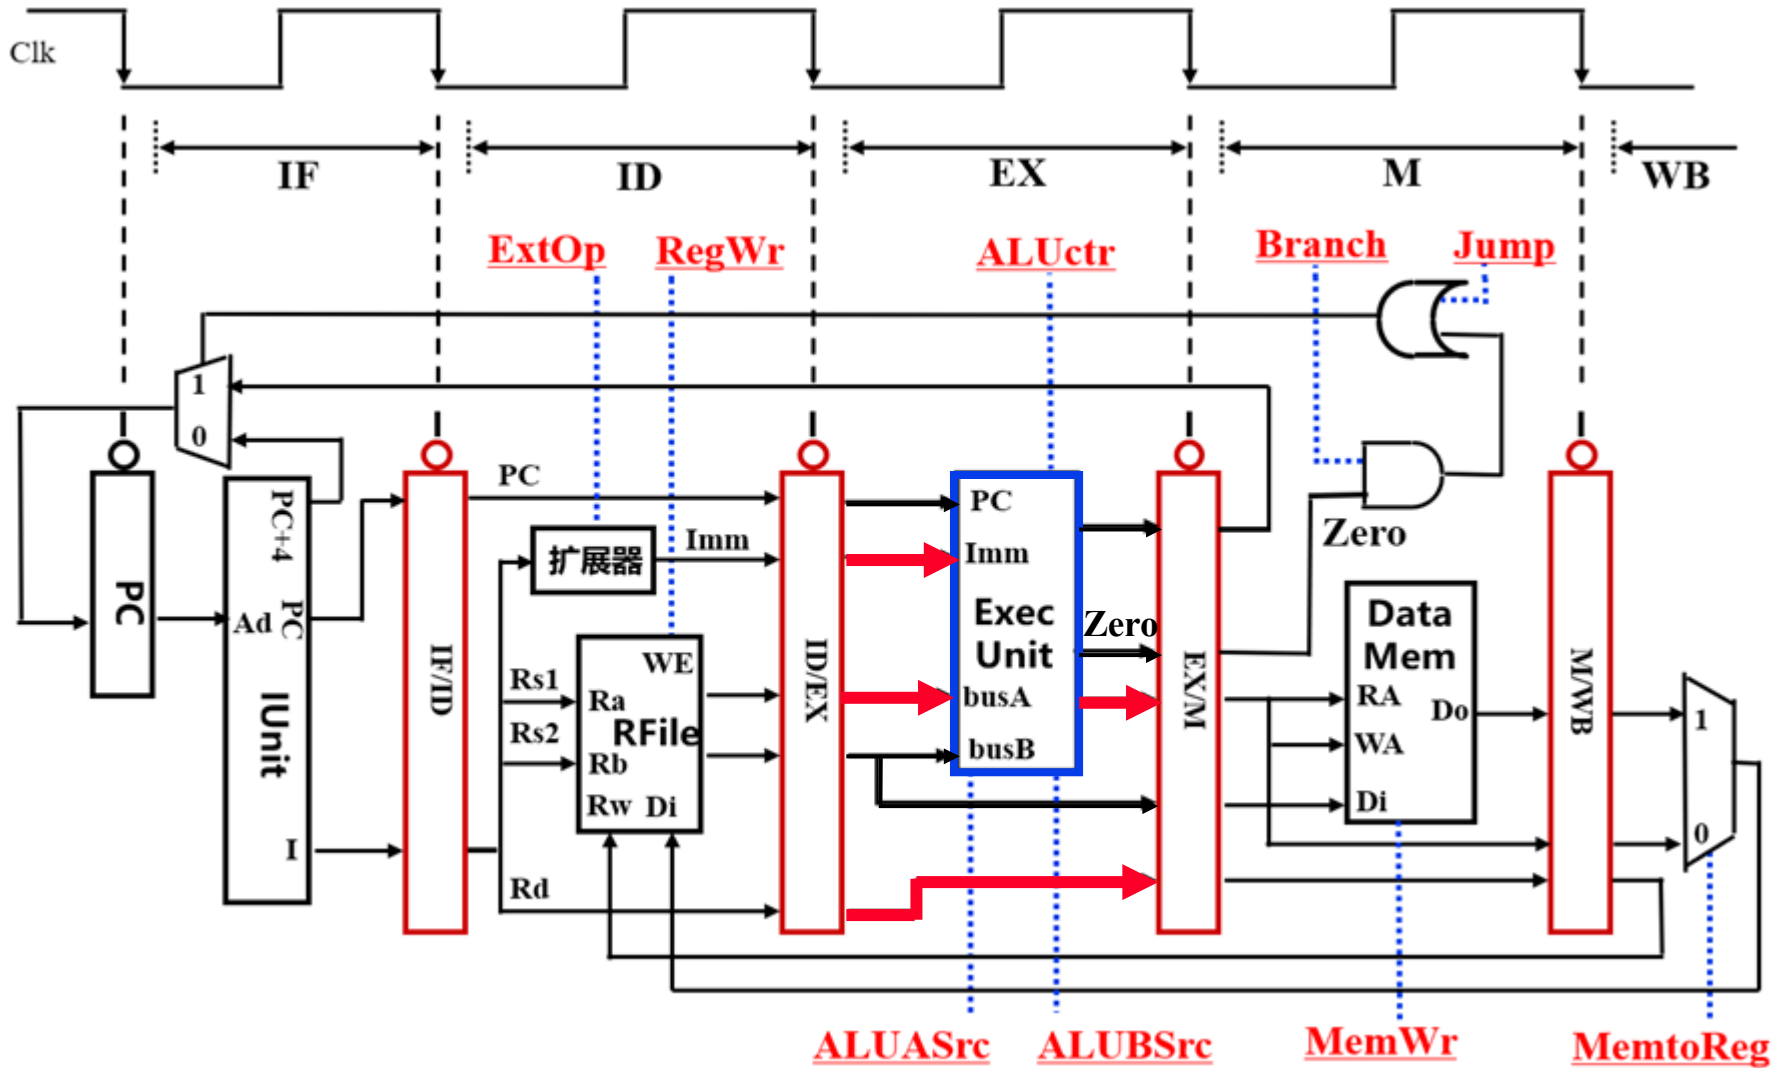 Clk
IF
ID
EX
M
WB
ExtOp
RegWr
ALUctr
Branch
Jump
1
0
PC
PC+4
Ad
PC
IUnit
I
IF/ID
PC
扩展器
Imm
Rs1
Rs2
Rd
WE
Ra
RFile
Rb
Rw Di
ID/EX
PC
Imm
Exec
Unit
busA
busB
Zero
EX/M
Zero
Data
Mem
RA
Do
WA
Di
M/WB
1
0
ALUASrc
ALUBSrc
MemWr
MemtoReg